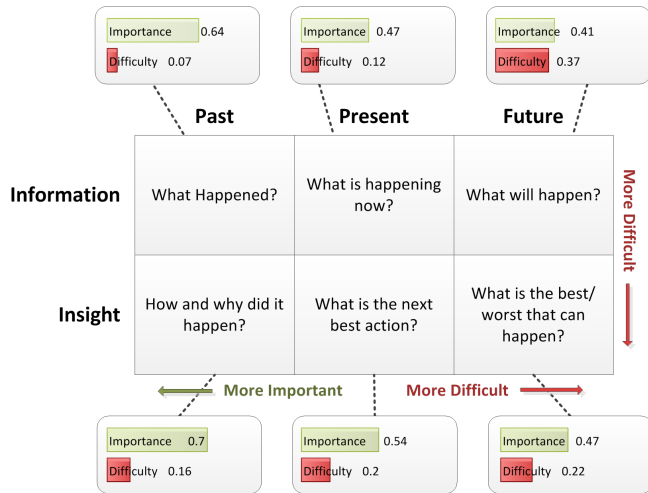 Importance 0.64
Difficulty 0.07
Importance 0.47
Difficulty 0.12
Importance 0.41
Difficulty 0.37
Past
Present
Future
Information
What Happened?
What is happening
now?
What will happen?
More Difficult
Insight
How and why did it
happen?
What is the next
best action?
What is the best/
worst that can
happen?
More Important
More Difficult
Importance 0.7
Difficulty 0.16
Importance 0.54
Difficulty 0.2
Importance 0.47
Difficulty 0.22